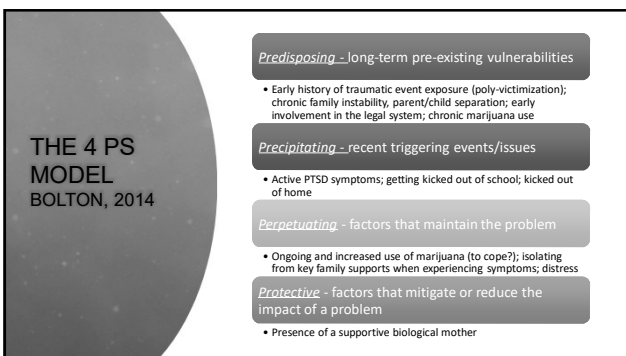 THE 4 PS
MODEL
BOLTON, 2014
Predisposing - long-term pre-existing vulnerabilities
• Early history of traumatic event exposure (poly-victimization);
chronic family instability, parent/child separation; early
involvement in the legal system; chronic marijuana use
Precipitating - recent triggering events/issues
• Active PTSD symptoms; getting kicked out of school; kicked out
of home
Perpetuating - factors that maintain the problem
• Ongoing and increased use of marijuana (to cope?); isolating
from key family supports when experiencing symptoms; distress
Protective - factors that mitigate or reduce the
impact of a problem
• Presence of a supportive biological mother